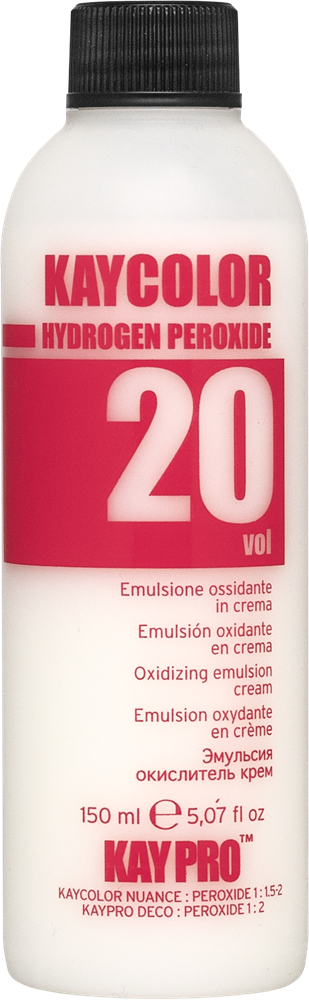 KAYCOLOR
HYDROGEN PEROXIDE
20
vol
Emulsione ossidante
in crema
Emulsión oxidante
en crema
Oxidizing emulsion
cream
Emulsion oxydante
en crème
Эмульсия
окислитель крем
150 ml ℮ 5,07 fl oz
KAY PRO™
KAYCOLOR NUANCE : PEROXIDE 1 : 1.5-2
KAYPRO DECO : PEROXIDE 1 : 2